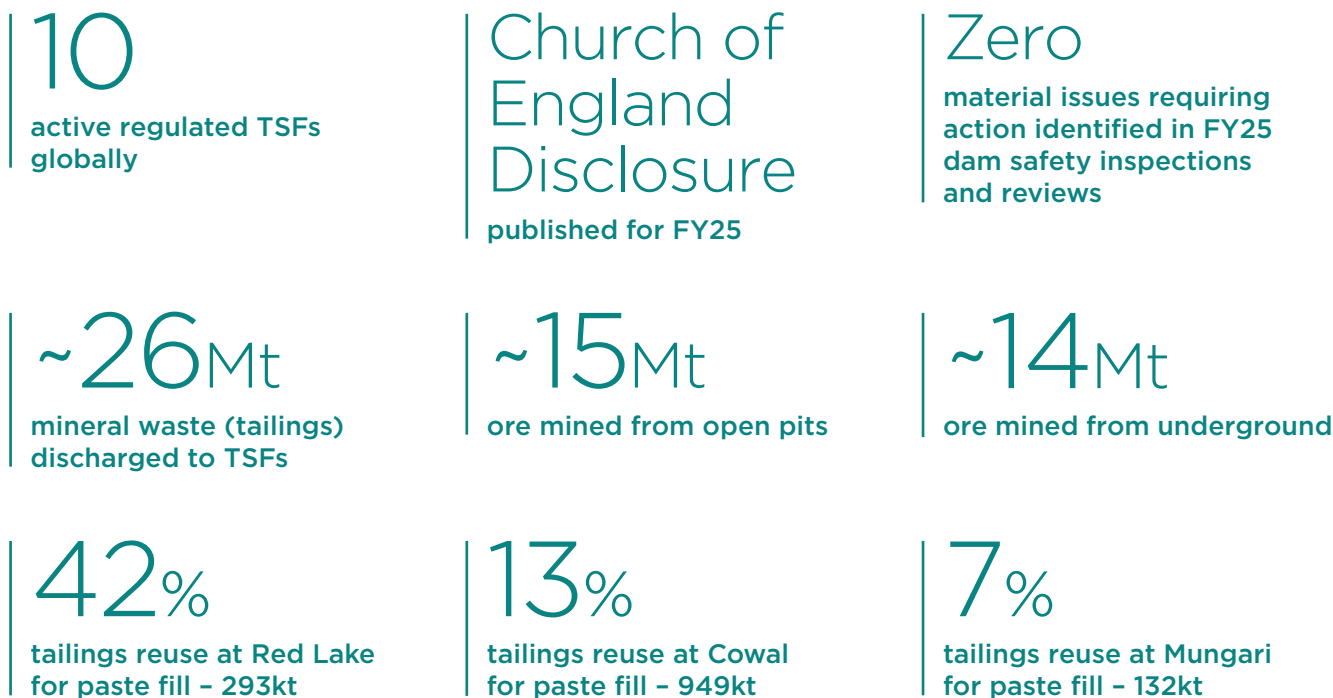 10
active regulated TSFs
globally
Church of
England
Disclosure
published for FY25
Zero
material issues requiring
action identified in FY25
dam safety inspections
and reviews
~26Mt
mineral waste (tailings)
discharged to TSFs
~15Mt
ore mined from open pits
~14Mt
ore mined from underground
42%
tailings reuse at Red Lake
for paste fill – 293kt
13%
tailings reuse at Cowal
for paste fill – 949kt
7%
tailings reuse at Mungari
for paste fill – 132kt